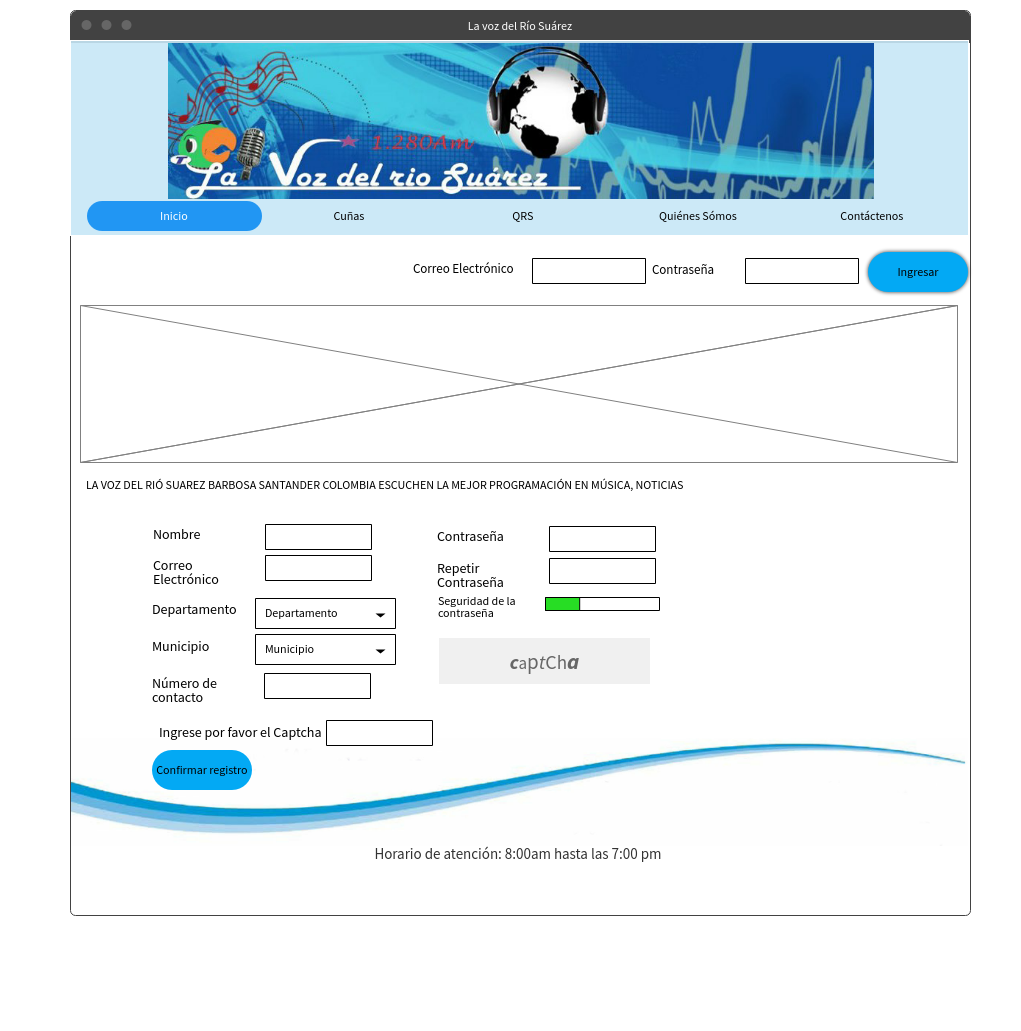 La voz del Río Suárez
1.280Am
La Voz del rio Suárez
Inicio
Cuñas
QRS
Quiénes Sómos
Contáctenos
Correo Electrónico
Contraseña
Ingresar
LA VOZ DEL RIÓ SUAREZ BARBOSA SANTANDER COLOMBIA ESCUCHEN LA MEJOR PROGRAMACIÓN EN MÚSICA, NOTICIAS
Nombre
Contraseña
Correo
Electrónico
Repetir
Contraseña
Seguridad de la
contraseña
Departamento
Departamento
Municipio
Municipio
captCha
Número de
contacto
Ingrese por favor el Captcha
Confirmar registro
Horario de atención: 8:00am hasta las 7:00 pm